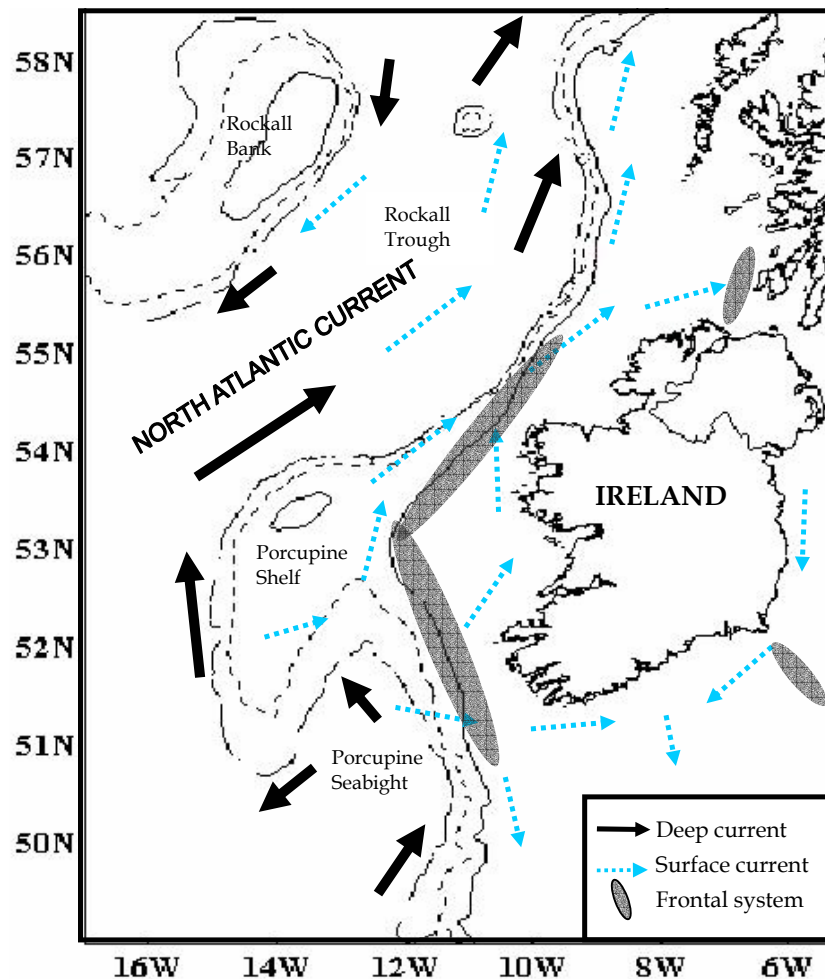 58N
57N
56N
55N
54N
53N
52N
51N
50N
Rockall
Bank
Rockall
Trough
NORTH ATLANTIC CURRENT
IRELAND
Porcupine
Shelf
Porcupine
Seabight
Deep current
Surface current
Frontal system
16W 14W 12W 10W 8W 6W